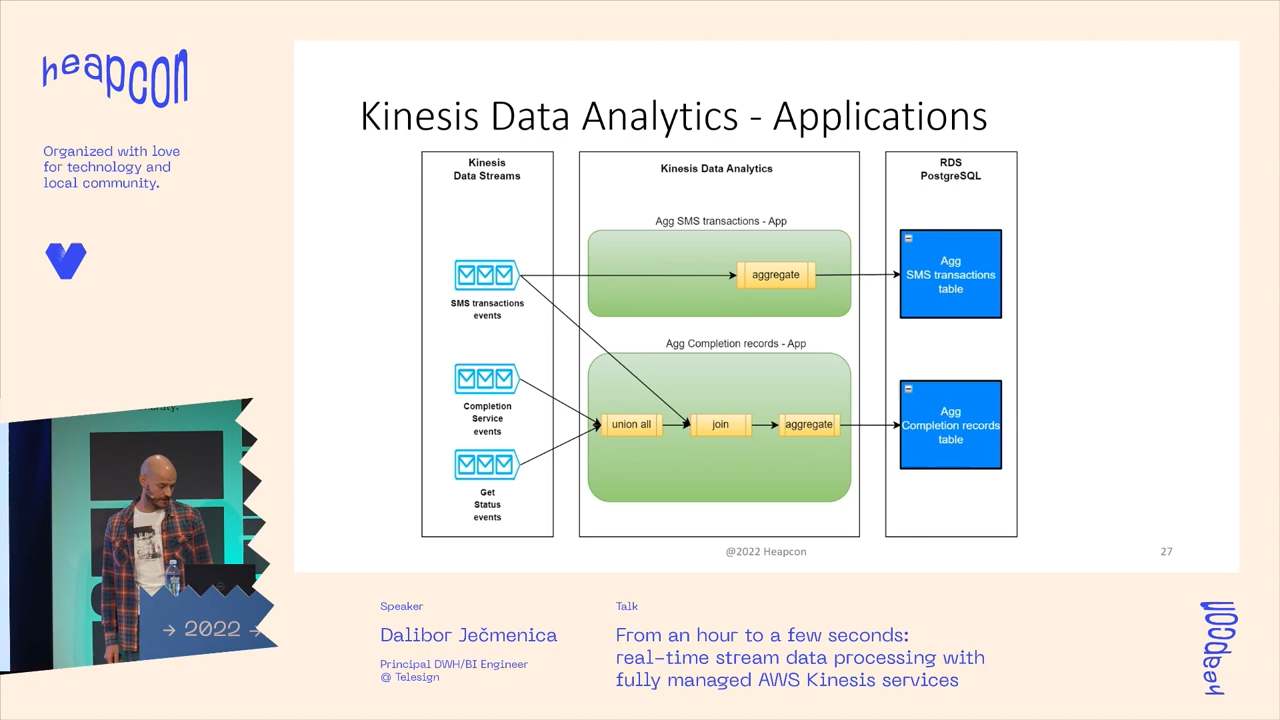 heapcon
Organized with love
for technology and
local community.
Kinesis Data Analytics - Applications
Kinesis
Data Streams
SMS transactions
events
Completion
Service
events
Get
Status
events
Kinesis Data Analytics
Agg SMS transactions - App
aggregate
Agg Completion records - App
union all
join
aggregate
RDS
PostgreSQL
Agg
SMS transactions
table
Agg
Completion records
table
@2022 Heapcon
27
→ 2022 →
Speaker
Dalibor Ječmenica
Principal DWH/BI Engineer
@ Telesign
Talk
From an hour to a few seconds:
real-time stream data processing with
fully managed AWS Kinesis services
heapcon